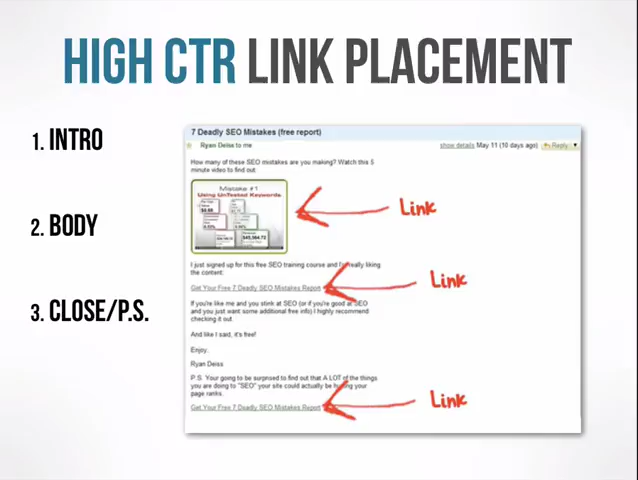 HIGH CTR LINK PLACEMENT
1. INTRO
2. BODY
3. CLOSE/P.S.
7 Deadly SEO Mistakes (free report)
Ryan Deiss to me
show details May 11 (10 days ago)
Reply
How many of these SEO mistakes are you making? Watch this 5
minute video to find out:
Mistake #1
Using UnTested Keywords
Link
I just signed up for this free SEO training course and I'm really liking
the content:
Get Your Free 7 Deadly SEO Mistakes Report
Link
If you're like me and you stink at SEO (or if you're good at SEO
and you just want some additional free info) I highly recommend
checking it out.
And like I said, it's free!
Enjoy,
Ryan Deiss
P.S. Your going to be surprised to find out that A LOT of the things
you are doing to "SEO" your site could actually be hurting your
page ranks.
Get Your Free 7 Deadly SEO Mistakes Report
Link